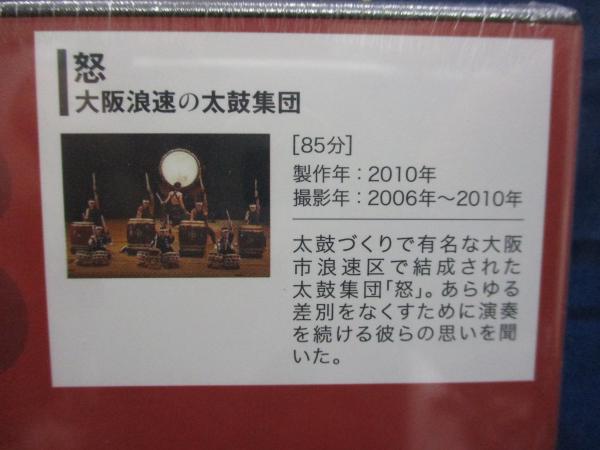 怒
大阪浪速の太鼓集団
[85分]
製作年：2010年
撮影年：2006年～2010年
太鼓づくりで有名な大阪
市浪速区で結成された
太鼓集団「怒」。あらゆる
差別をなくすために演奏
を続ける彼らの思いを聞
いた。